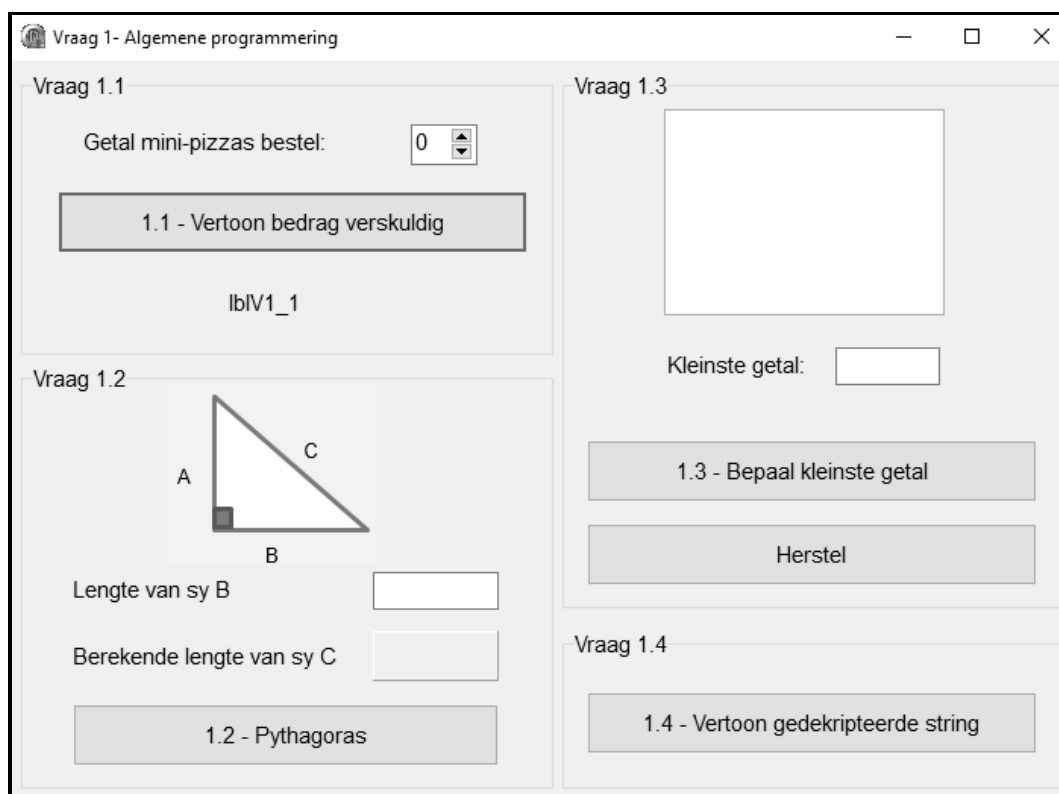 Vraag 1- Algemene programmering
Vraag 1.1
Getal mini-pizzas bestel:
0
1.1 - Vertoon bedrag verskuldig
lblV1_1
Vraag 1.2
A
C
B
Lengte van sy B
Berekende lengte van sy C
1.2 - Pythagoras
Vraag 1.3
Kleinste getal:
1.3 - Bepaal kleinste getal
Herstel
Vraag 1.4
1.4 - Vertoon gedekripteerde string